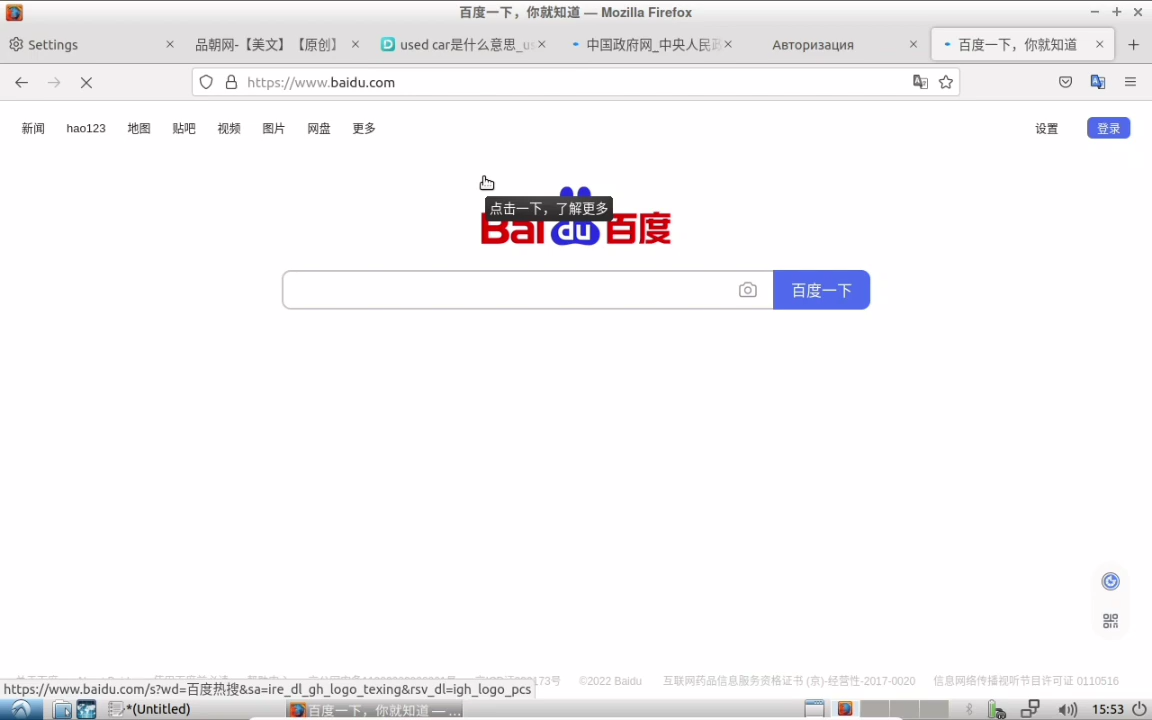 百度一下，你就知道 — Mozilla Firefox
Settings
品朝网-【美文】【原创】
used car是什么意思_us
中国政府网_中央人民政
Авторизация
百度一下，你就知道
https://www.baidu.com
新闻 hao123 地图 贴吧 视频 图片 网盘 更多 设置 登录
点击一下，了解更多
Bai du 百度
百度一下
©2022 Baidu 互联网药品信息服务资格证书 (京)-经营性-2017-0020 信息网络传播视听节目许可证 0110516
https://www.baidu.com/s?wd=百度热搜&sa=ire_dl_gh_logo_texing&rsv_dl=igh_logo_pcs
*(Untitled)
百度一下，你就知道 — ...
15:53